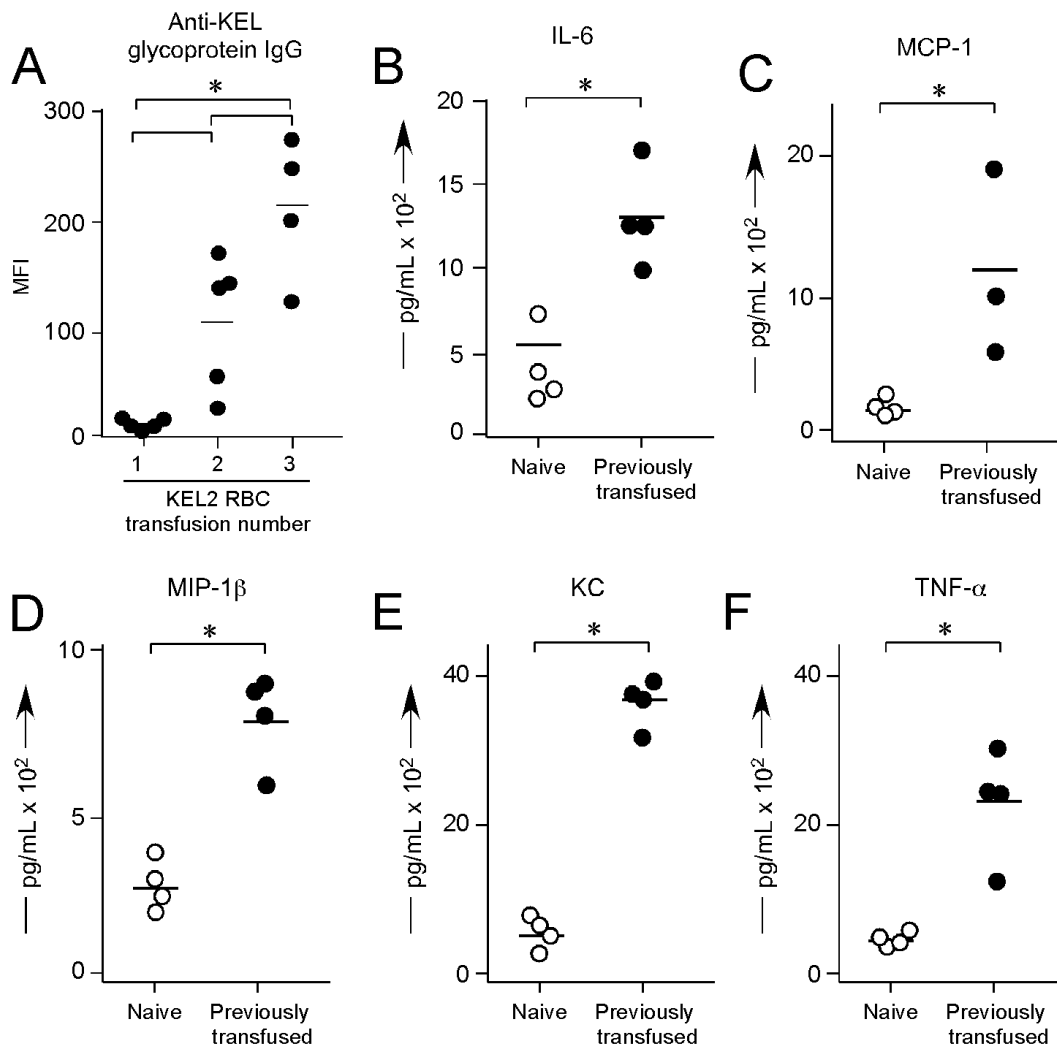 A
Anti-KEL
glycoprotein IgG
*
300
200
100
0
MFI
1 2 3
KEL2 RBC
transfusion number
B
IL-6
*
20
15
10
5
0
pg/mL x 10²
Naive Previously
transfused
C
MCP-1
*
20
10
0
pg/mL x 10²
Naive Previously
transfused
D
MIP-1β
*
10
5
0
pg/mL x 10²
Naive Previously
transfused
E
KC
*
40
20
0
pg/mL x 10²
Naive Previously
transfused
F
TNF-α
*
40
20
0
pg/mL x 10²
Naive Previously
transfused